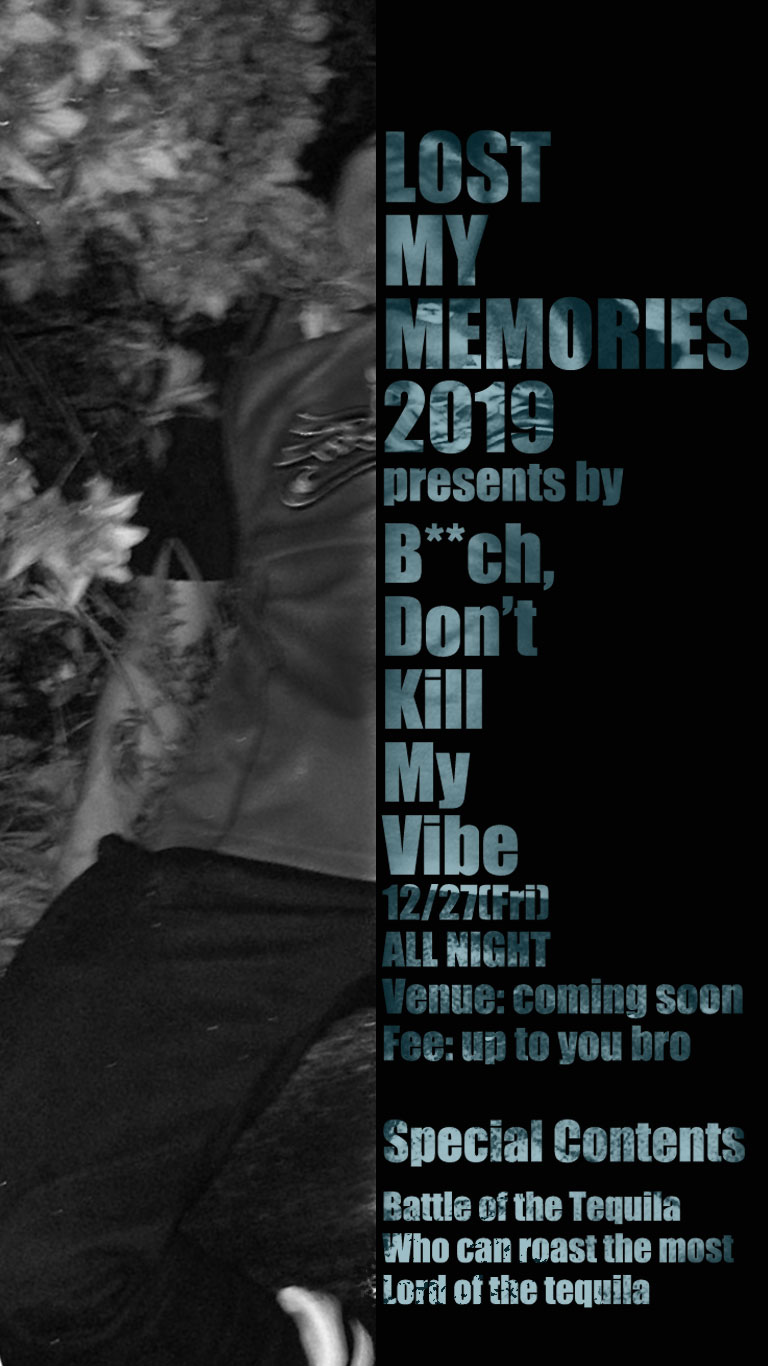 LOST
MY
MEMORIES
2019
presents by
B**ch,
Don't
Kill
My
Vibe
12/27(Fri)
ALL NIGHT
Venue: coming soon
Fee: up to you bro
Special Contents
Battle of the Tequila
Who can roast the most
Lord of the tequila